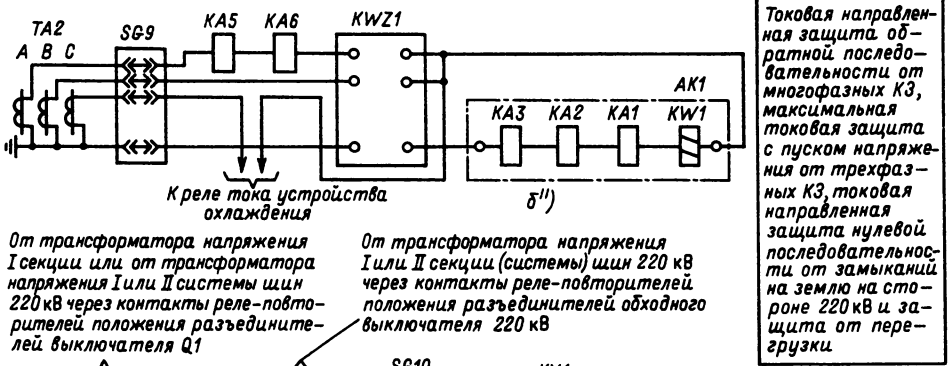 TA2
A B C
SG9
KA5
KA6
KWZ1
AK1
KA3
KA2
KA1
KW1
К реле тока устройства
охлаждения
б")
Токовая направлен-
ная защита об-
ратной последо-
вательности от
многофазных КЗ,
максимальная
токовая защита
с пуском напряже-
ния от трехфаз-
ных КЗ, токовая
направленная
защита нулевой
последовательнос-
ти от замыканий
на землю на сто-
роне 220 кВ и за-
щита от пере-
грузки
От трансформатора напряжения
I секции или от трансформатора
напряжения I или II системы шин
220 кВ через контакты реле-повто-
рителей положения разъедините-
лей выключателя Q1
От трансформатора напряжения
I или II секции (системы) шин 220 кВ
через контакты реле-повторителей
положения разъединителей обходного
выключателя 220 кВ
SG10